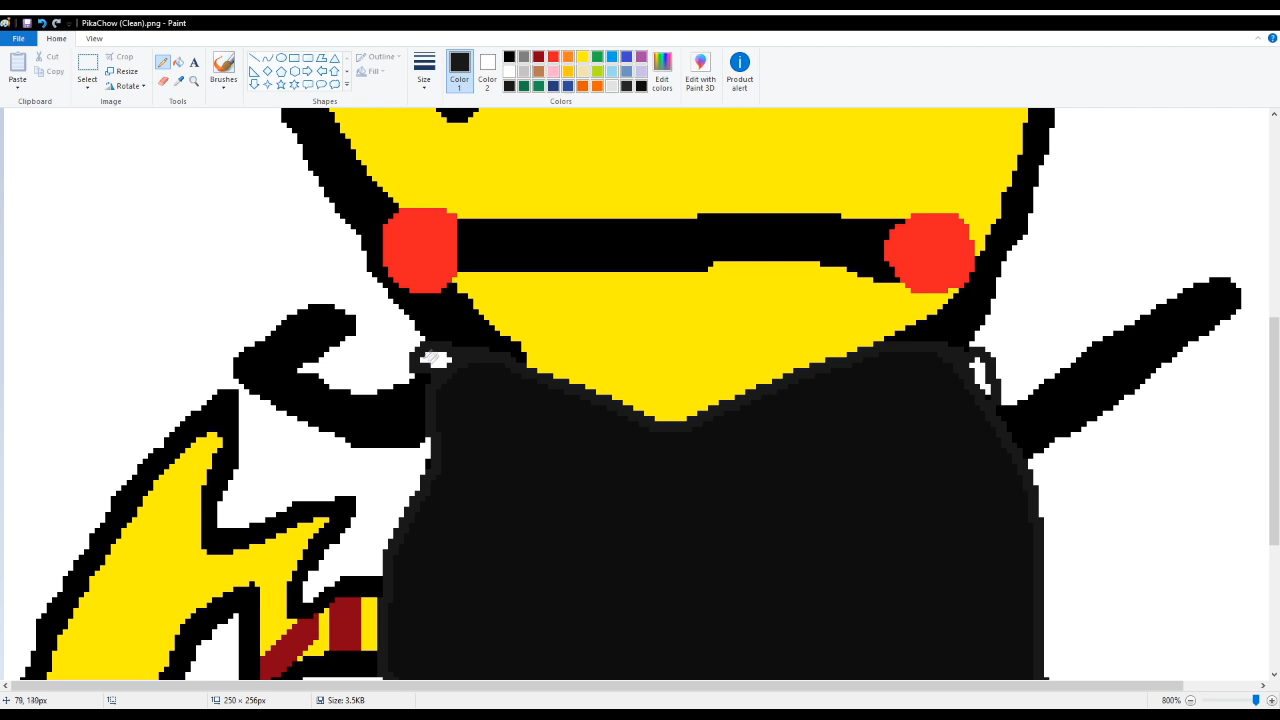 PikaChow (Clean).png - Paint
File Home View
Paste
Cut
Copy
Clipboard
Select
Crop
Resize
Rotate
Image
A
Tools
Brushes
Outline
Fill
Shapes
Size
Color 1
Color 2
Edit colors
Edit with Paint 3D
Product alert
Colors
79, 139px
250 × 256px
Size: 3.5KB
800%